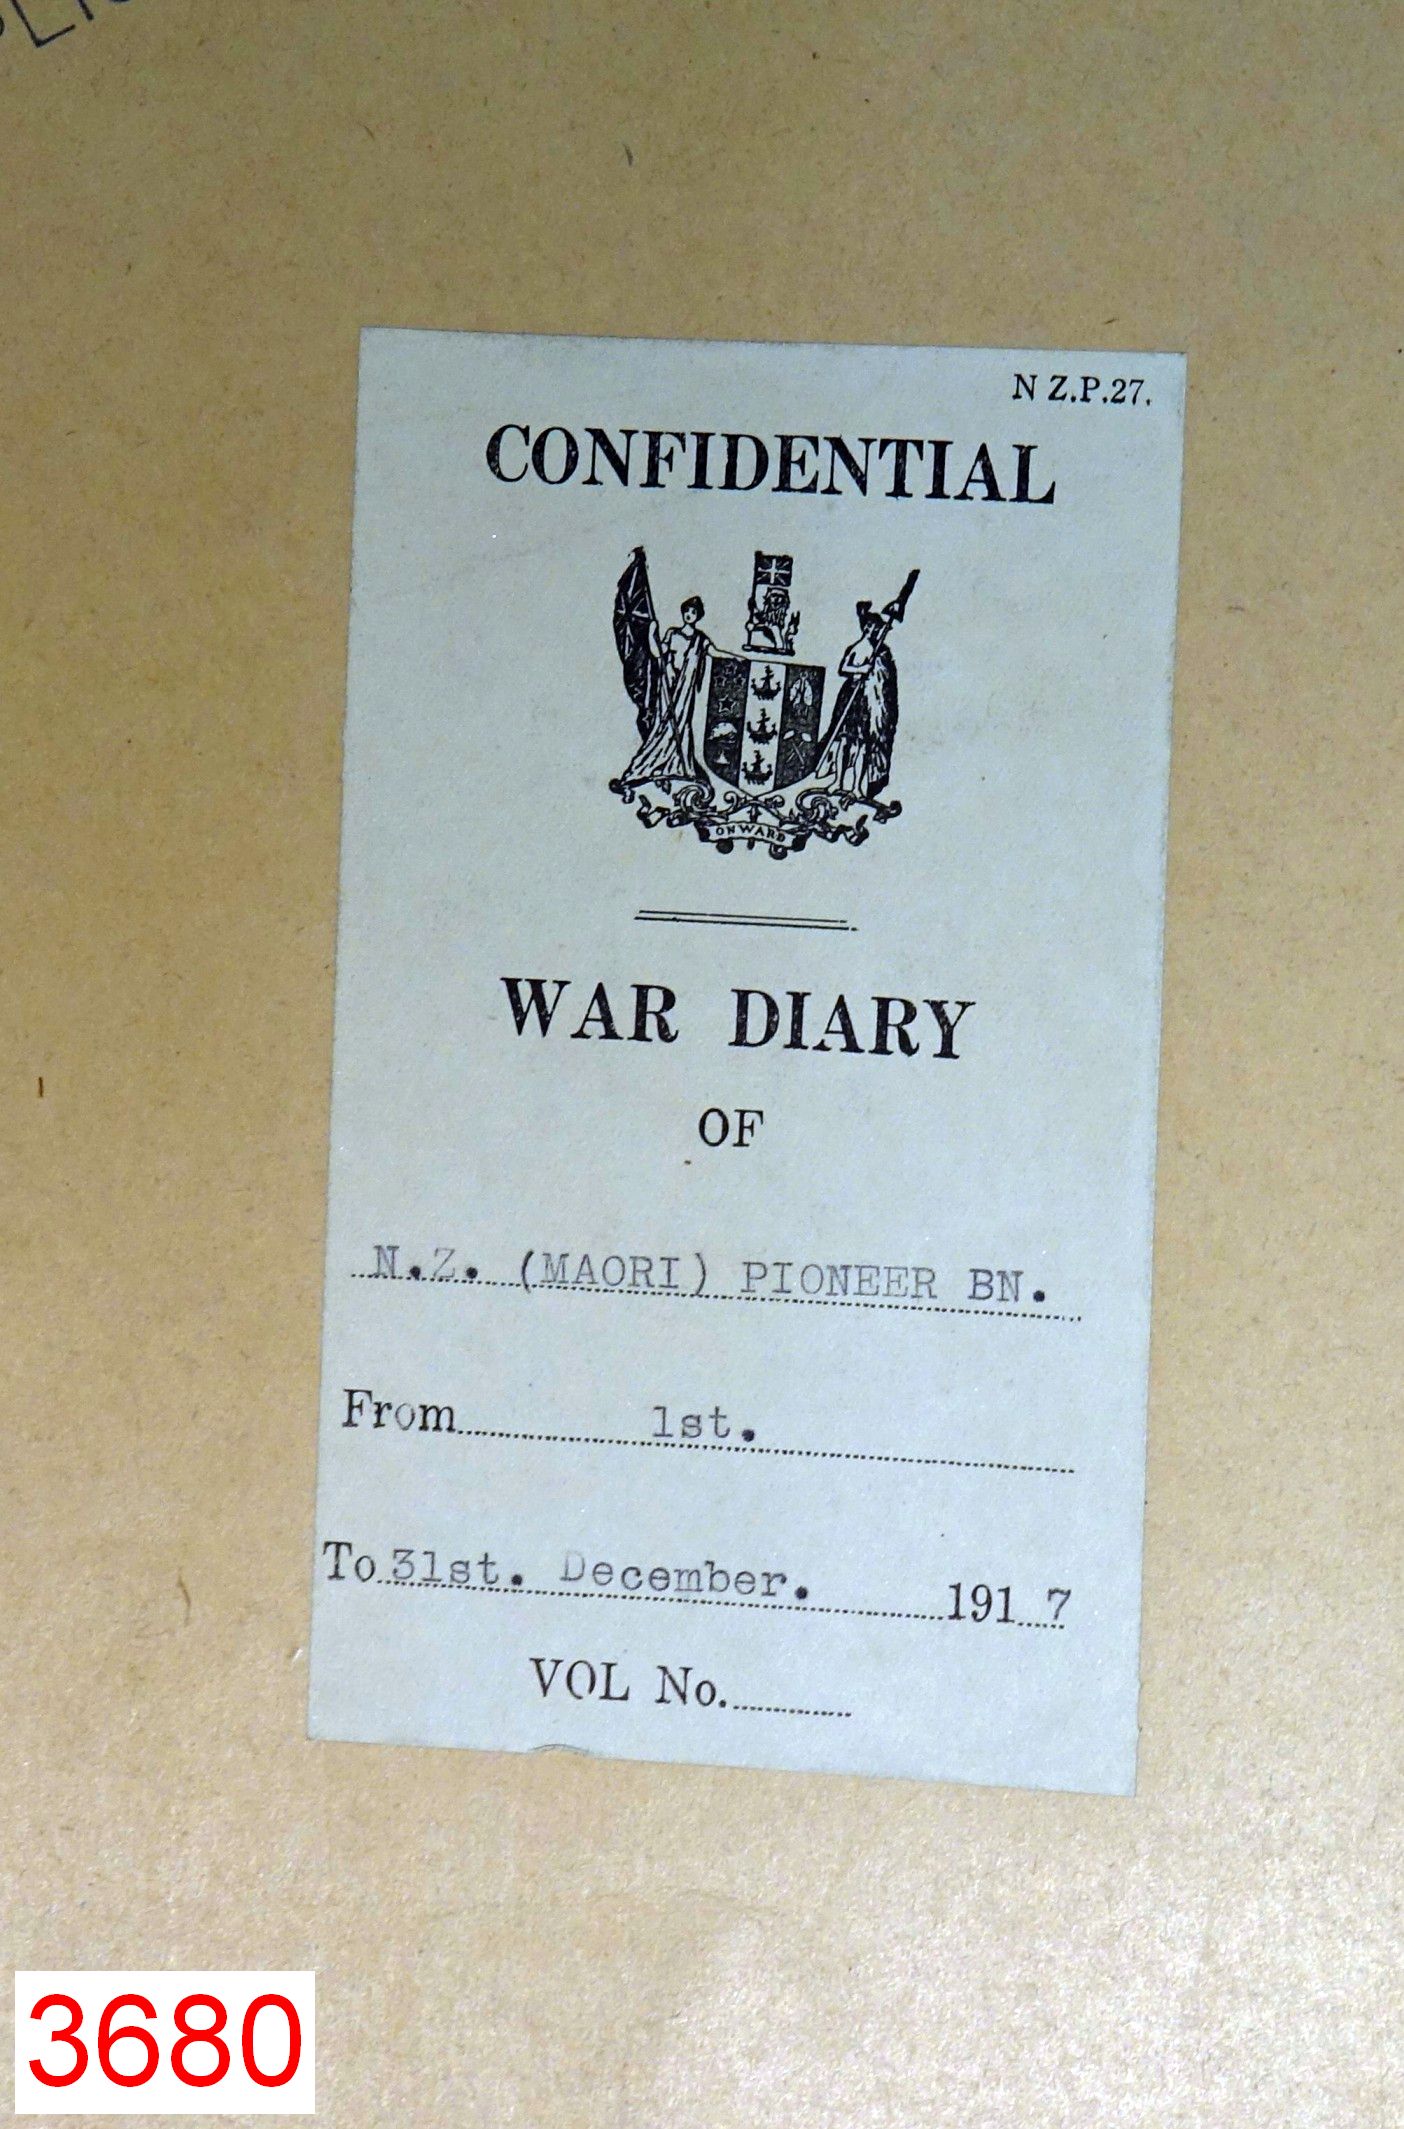 N Z.P.27.
CONFIDENTIAL
ONWARD
WAR DIARY
OF
N.Z. (MAORI) PIONEER BN.
From 1st.
To 31st. December. 191 7
VOL No.
3680